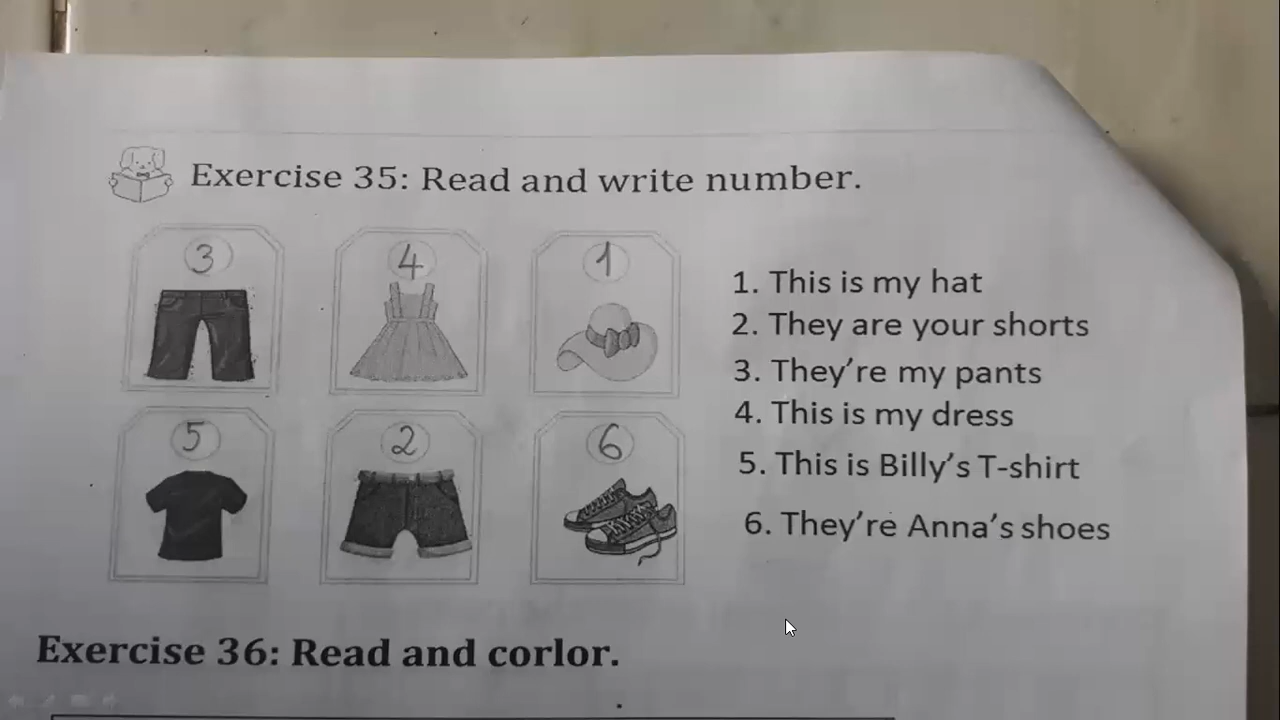 Exercise 35: Read and write number.
3 4 1
5 2 6
1. This is my hat
2. They are your shorts
3. They're my pants
4. This is my dress
5. This is Billy's T-shirt
6. They're Anna's shoes
Exercise 36: Read and corlor.